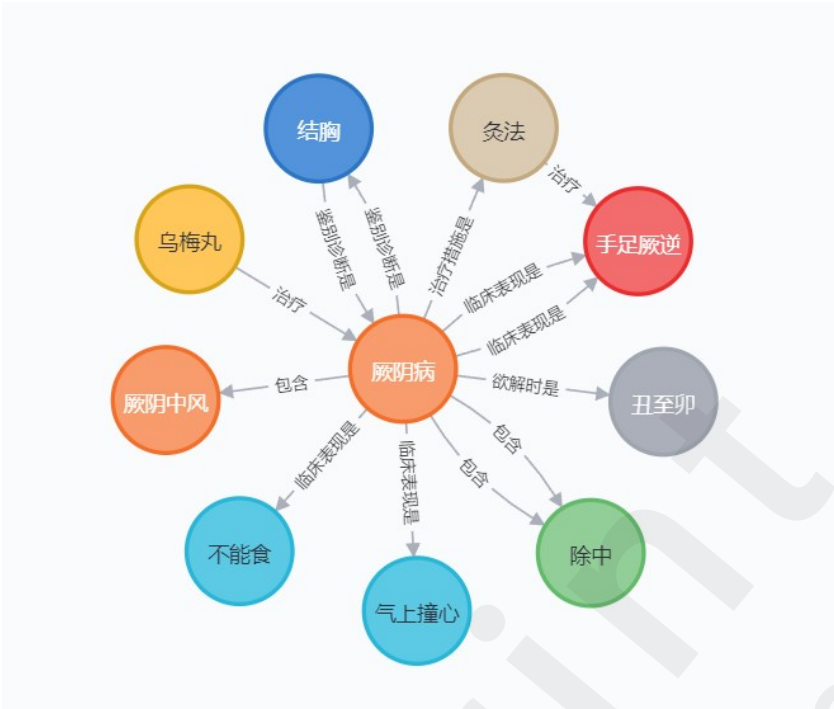 结胸
灸法
治疗
乌梅丸
手足厥逆
鉴别诊断是
鉴别诊断是
治疗措施是
临床表现是
治疗
临床表现是
厥阴病
厥阴中风
包含
欲解时是
丑至卯
临床表现是
临床表现是
包含
包含
不能食
气上撞心
除中
int